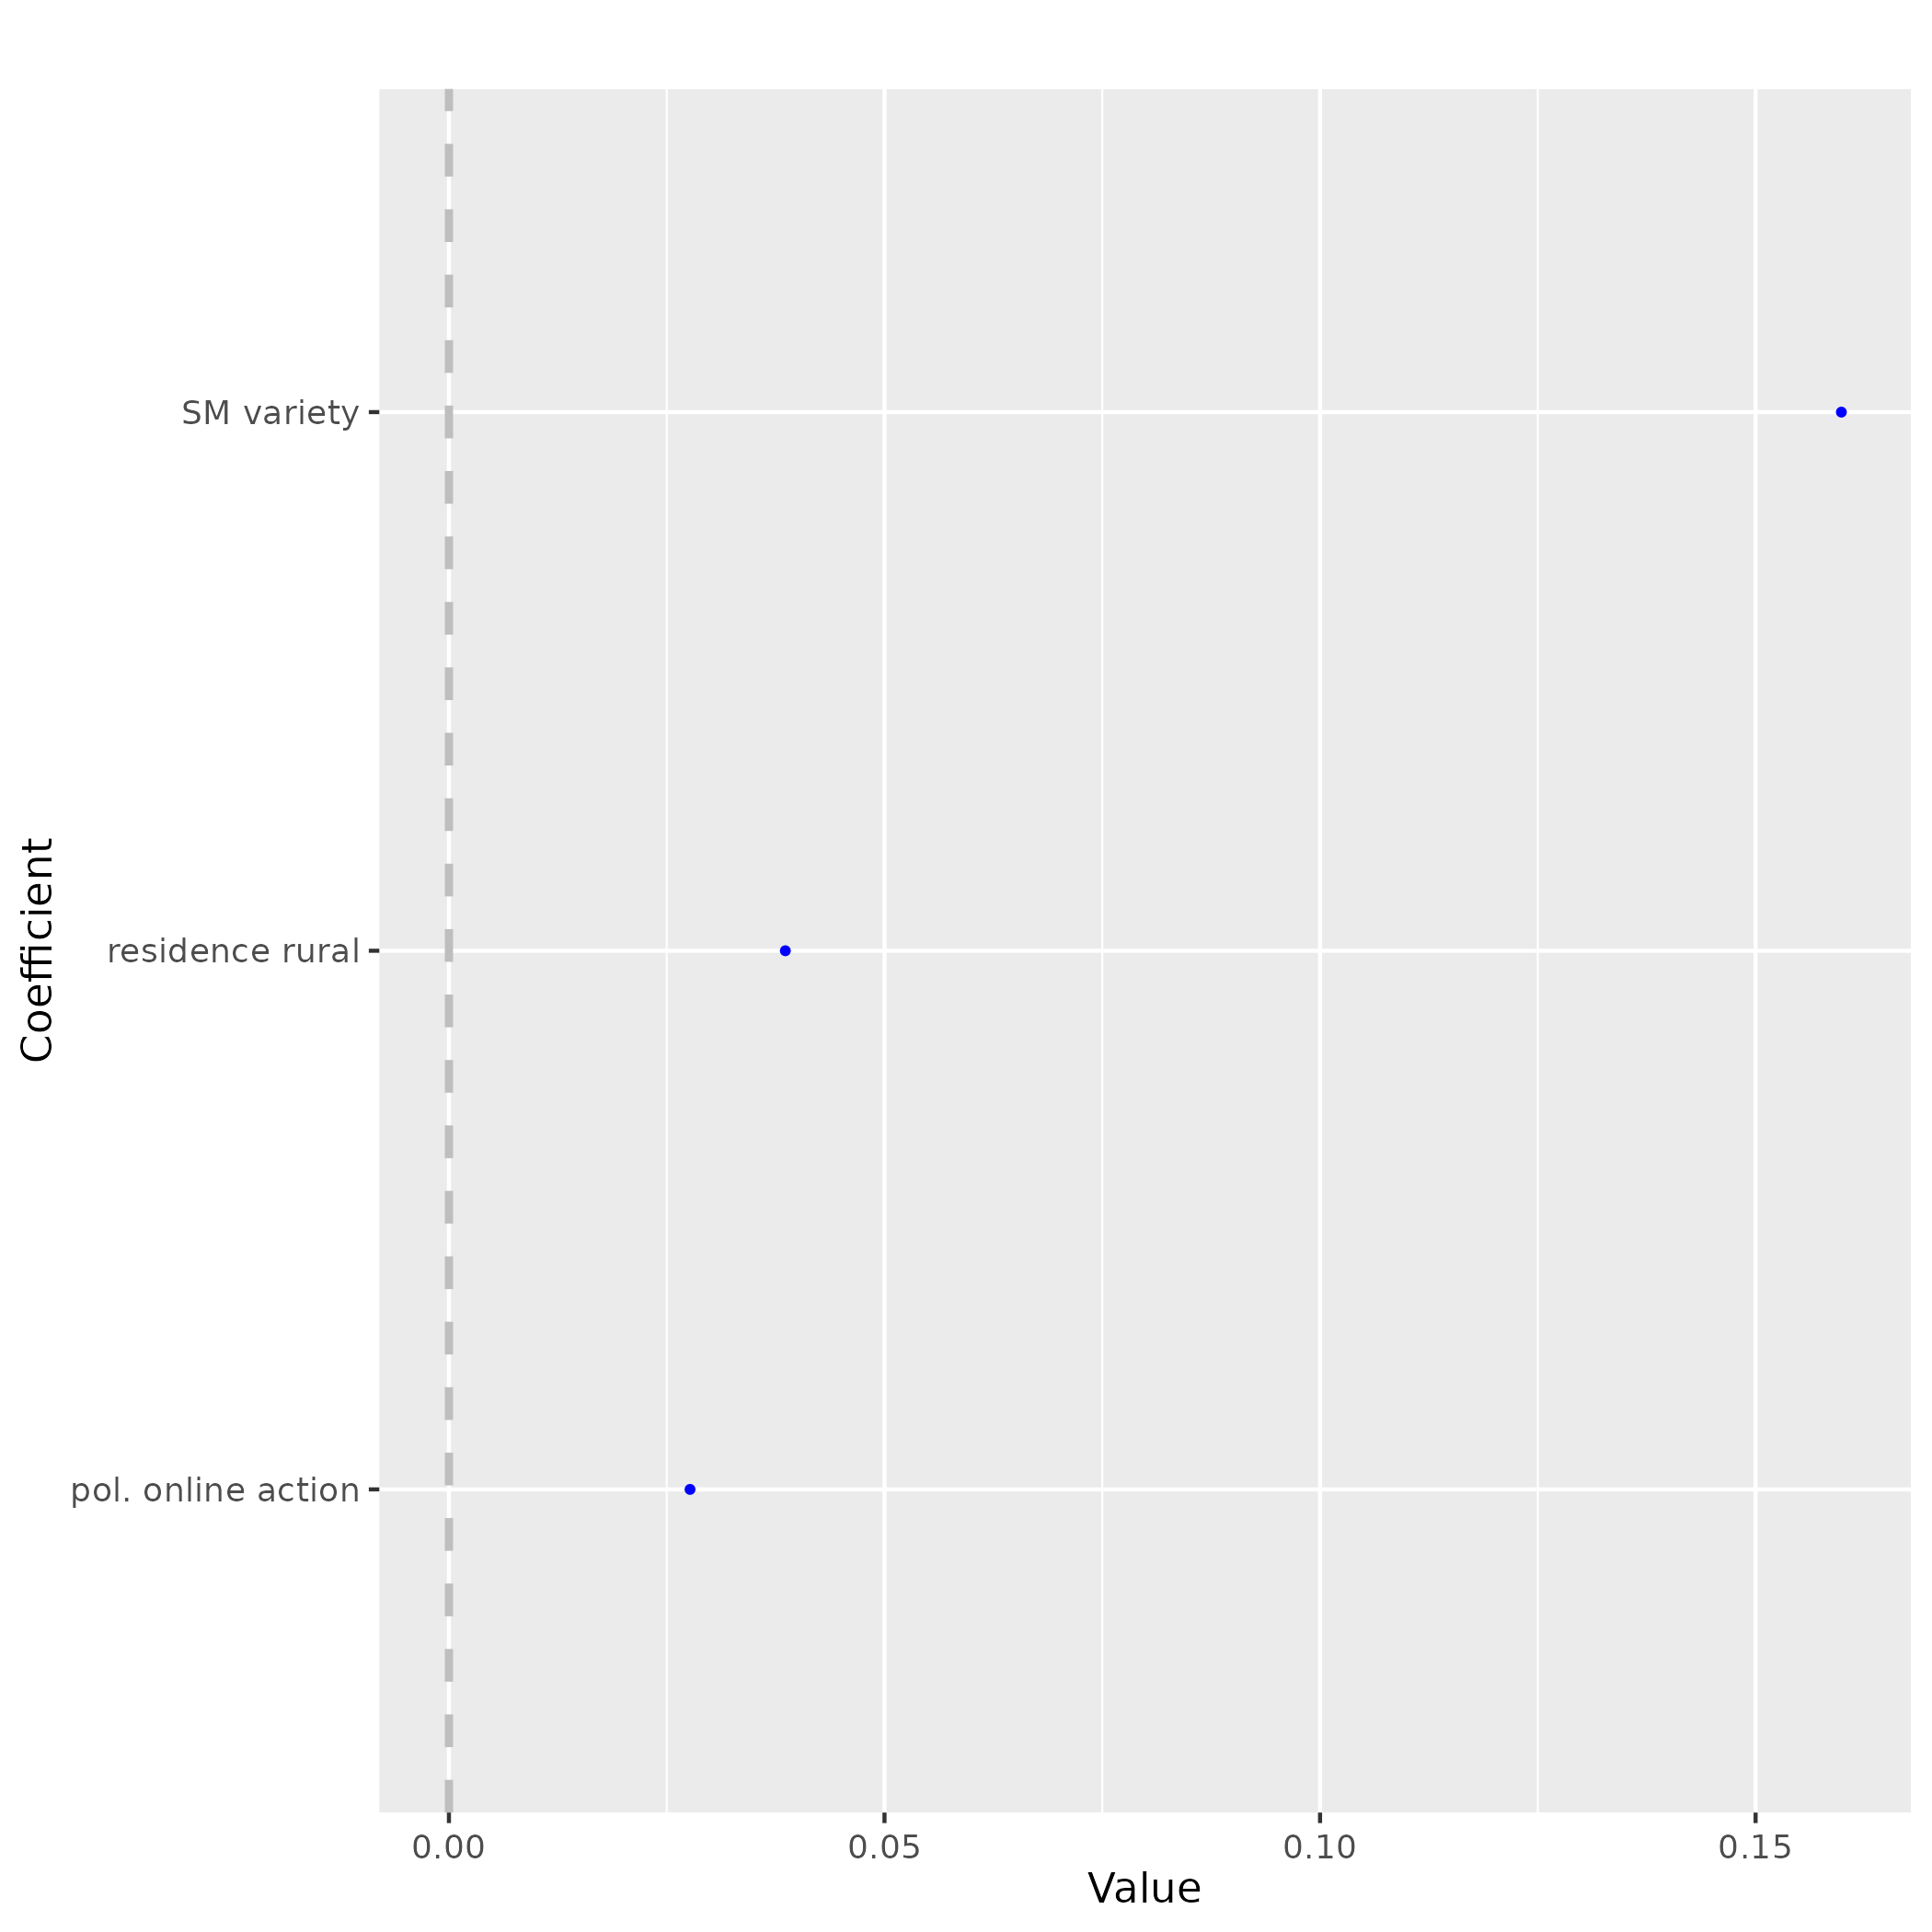 SM variety
residence rural
pol. online action
Coefficient
0.00 0.05 0.10 0.15
Value